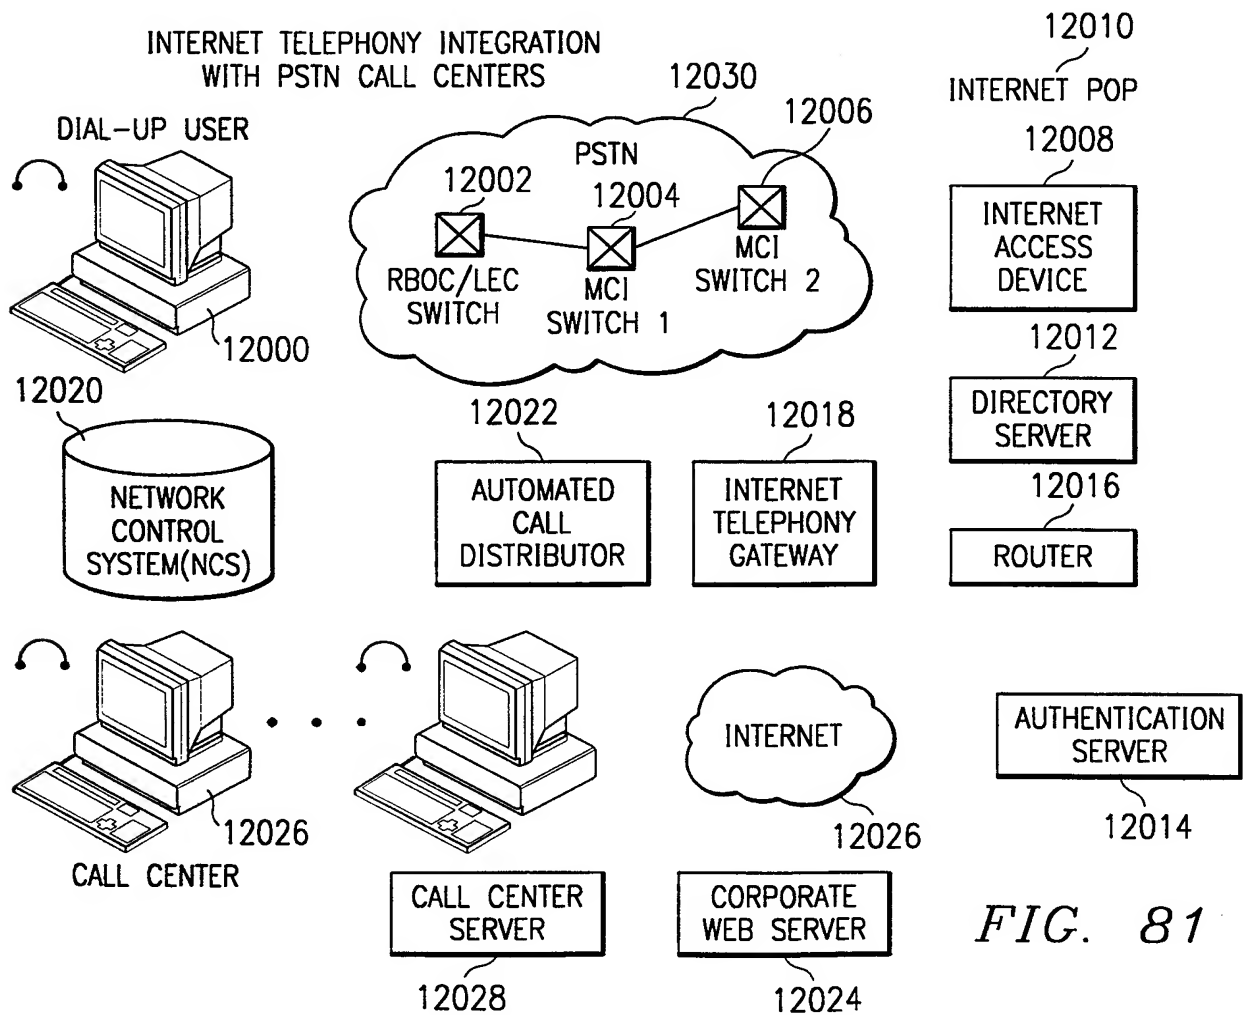 INTERNET TELEPHONY INTEGRATION
WITH PSTN CALL CENTERS
12010
INTERNET POP
DIAL-UP USER
12000
12030
PSTN
12002
RBOC/LEC
SWITCH
12004
MCI
SWITCH 1
12006
MCI
SWITCH 2
12008
INTERNET
ACCESS
DEVICE
12012
DIRECTORY
SERVER
12016
ROUTER
12020
NETWORK
CONTROL
SYSTEM(NCS)
12022
AUTOMATED
CALL
DISTRIBUTOR
12018
INTERNET
TELEPHONY
GATEWAY
12026
CALL CENTER
INTERNET
12026
AUTHENTICATION
SERVER
12014
CALL CENTER
SERVER
12028
CORPORATE
WEB SERVER
12024
FIG. 81